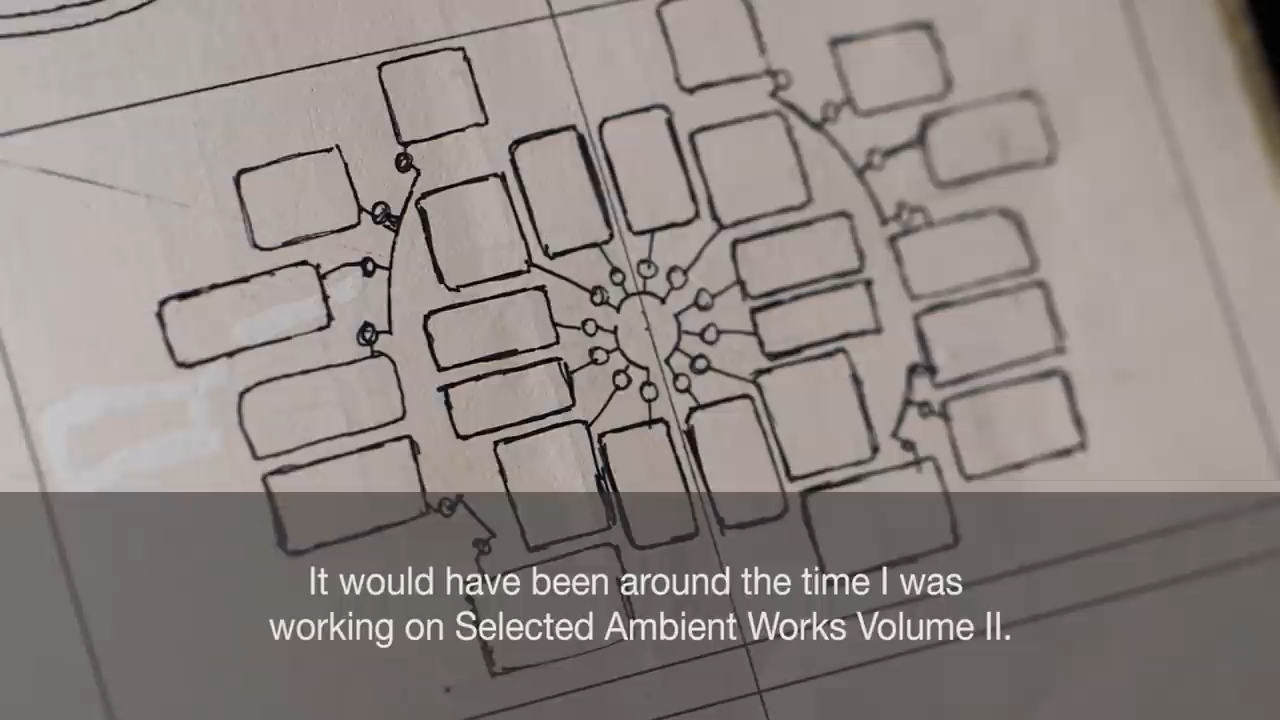 It would have been around the time I was
working on Selected Ambient Works Volume II.